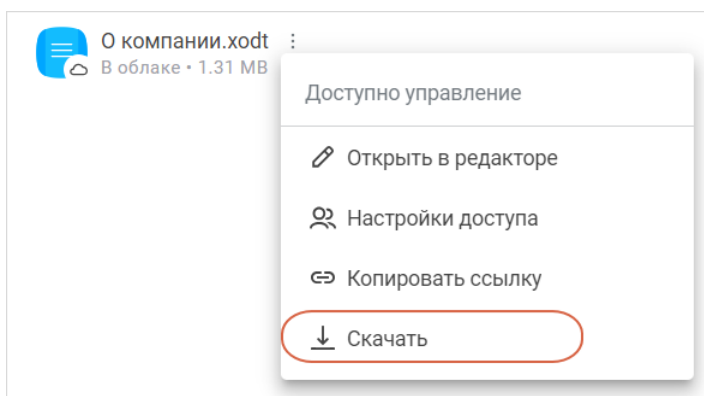 О компании.xodt
В облаке • 1.31 MB
Доступно управление
Открыть в редакторе
Настройки доступа
Копировать ссылку
Скачать